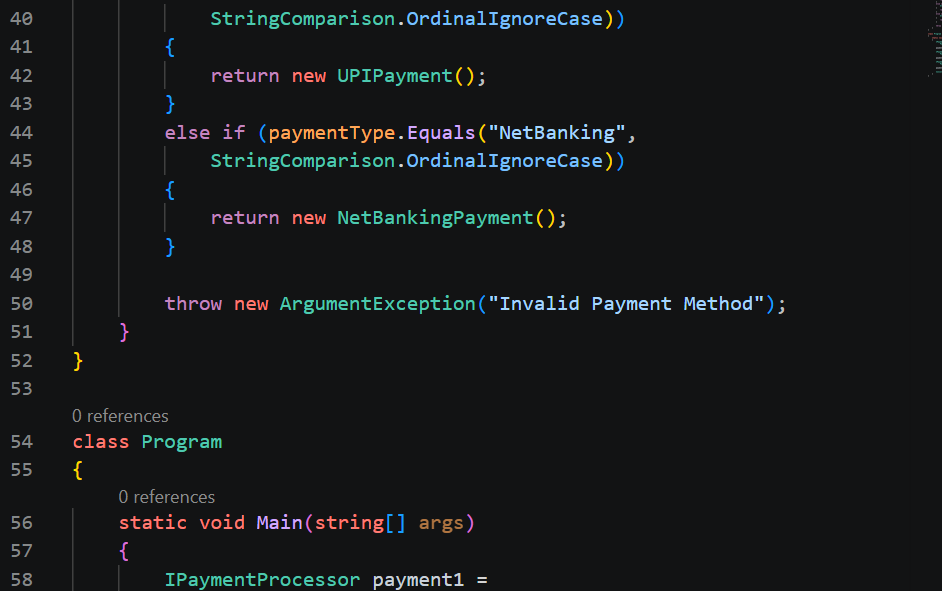 40 StringComparison.OrdinalIgnoreCase))
41 {
42 return new UPIPayment();
43 }
44 else if (paymentType.Equals("NetBanking",
45 StringComparison.OrdinalIgnoreCase))
46 {
47 return new NetBankingPayment();
48 }
49
50 throw new ArgumentException("Invalid Payment Method");
51 }
52 }
53
0 references
54 class Program
55 {
0 references
56 static void Main(string[] args)
57 {
58 IPaymentProcessor payment1 =